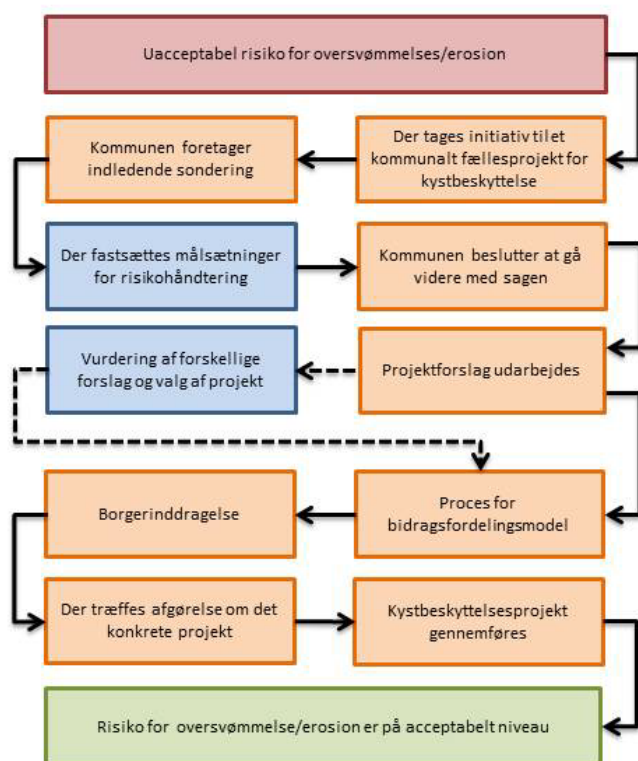 Uacceptabel risiko for oversvømmelses/erosion
Der tages initiativ til et
kommunalt fællesprojekt for
kystbeskyttelse
Kommunen foretager
indledende sondering
Der fastsættes målsætninger
for risikohåndtering
Kommunen beslutter at gå
videre med sagen
Projektforslag udarbejdes
Vurdering af forskellige
forslag og valg af projekt
Proces for
bidragsfordelingsmodel
Borgerinddragelse
Der træffes afgørelse om det
konkrete projekt
Kystbeskyttelsesprojekt
gennemføres
Risiko for oversvømmelse/erosion er på acceptabelt niveau